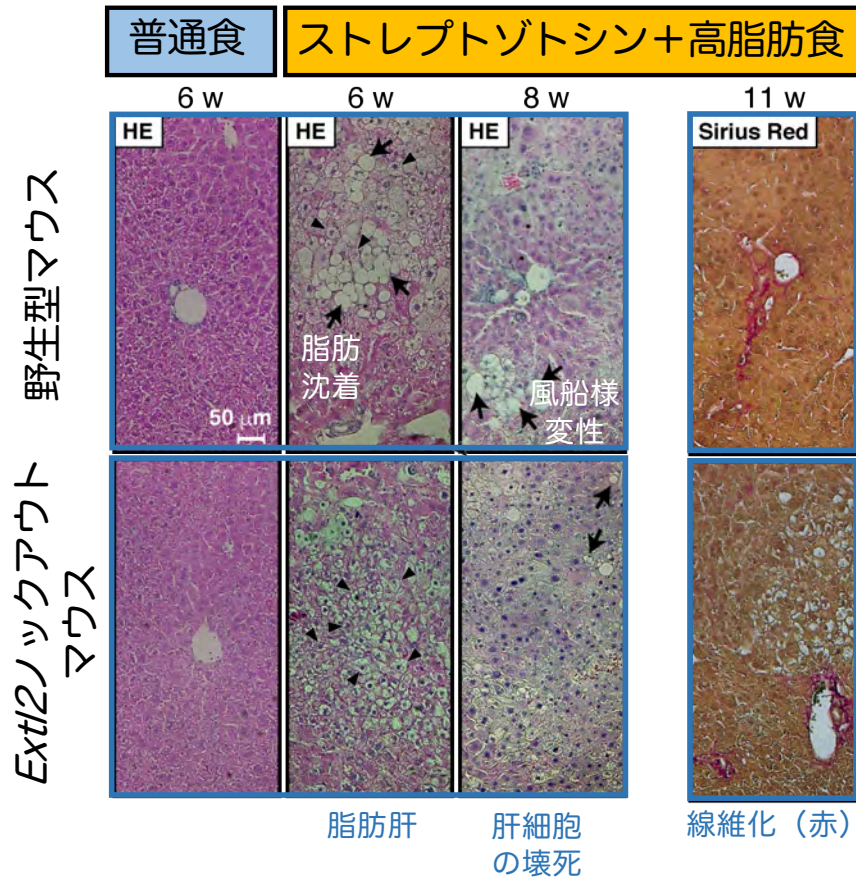 普通食
ストレプトゾトシン＋高脂肪食
6 w
6 w
8 w
11 w
野生型マウス
HE
HE
HE
Sirius Red
脂肪
沈着
風船様
変性
50 μm
Extl2ノックアウト
マウス
脂肪肝
肝細胞
の壊死
線維化（赤）